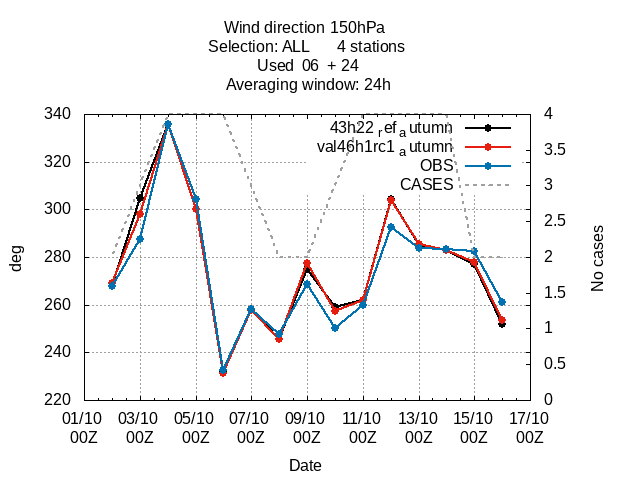 Wind direction 150hPa
Selection: ALL 4 stations
Used 06 + 24
Averaging window: 24h
340
320
300
280
260
240
220
deg
4
3.5
3
2.5
2
1.5
1
0.5
0
No cases
43h22 refa utumn
val46h1rc1 a utumn
OBS
CASES
01/10 03/10 05/10 07/10 09/10 11/10 13/10 15/10 17/10
00Z 00Z 00Z 00Z 00Z 00Z 00Z 00Z 00Z
Date